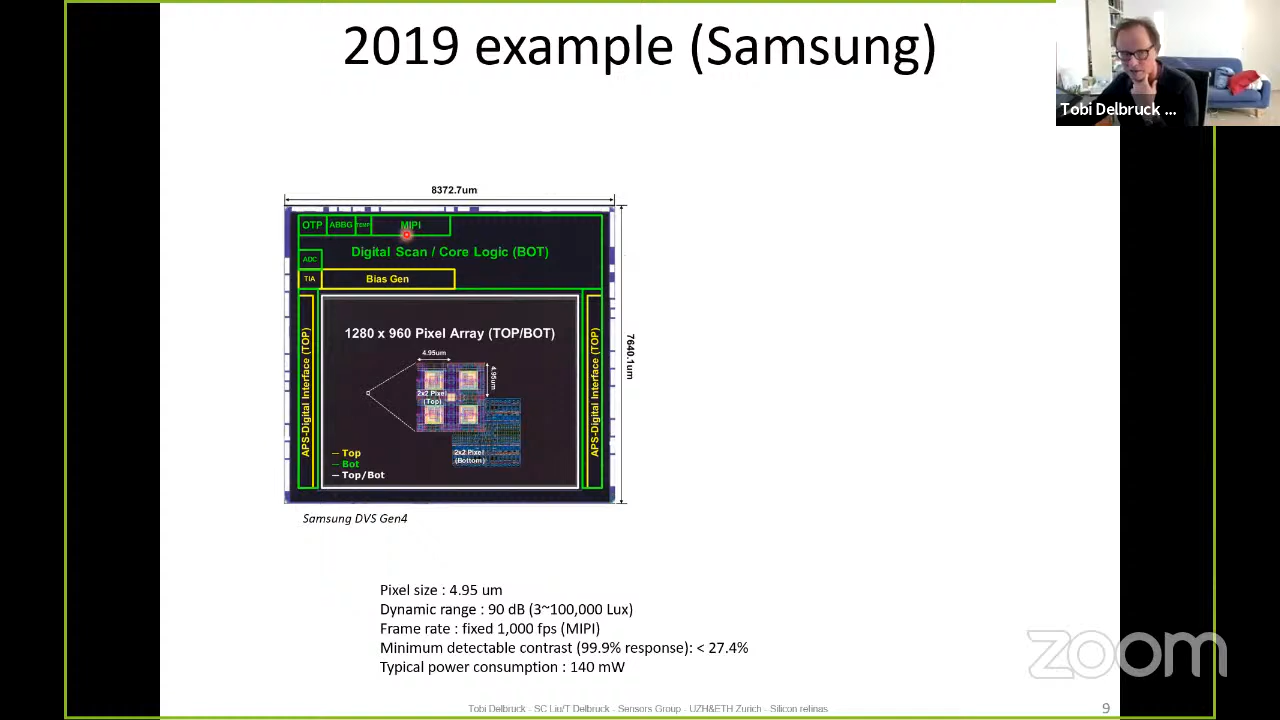 2019 example (Samsung)
Tobi Delbruck ...
8372.7um
OTP
ABBG
MIPI
Digital Scan / Core Logic (BOT)
ADC
TIA
Bias Gen
1280 x 960 Pixel Array (TOP/BOT)
4.95um
4.95um
2x2 Pixel
(Top)
2x2 Pixel
(Bottom)
APS-Digital Interface (TOP)
APS-Digital Interface (TOP)
7640.1um
Top
Bot
Top/Bot
Samsung DVS Gen4
Pixel size : 4.95 um
Dynamic range : 90 dB (3~100,000 Lux)
Frame rate : fixed 1,000 fps (MIPI)
Minimum detectable contrast (99.9% response): < 27.4%
Typical power consumption : 140 mW
zoom
Tobi Delbruck - SC Liu/T Delbruck - Sensors Group - UZH&ETH Zurich - Silicon retinas
9